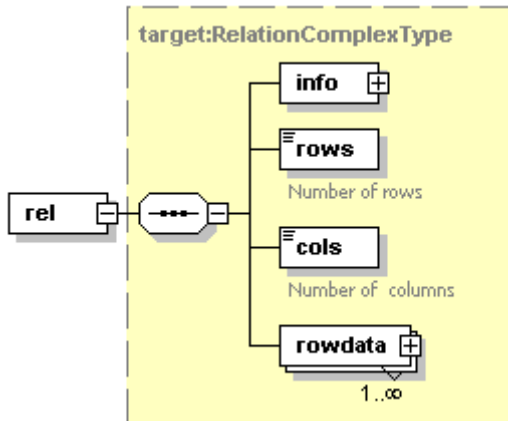 target:RelationComplexType
info
rows
Number of rows
rel
cols
Number of columns
rowdata
1..∞